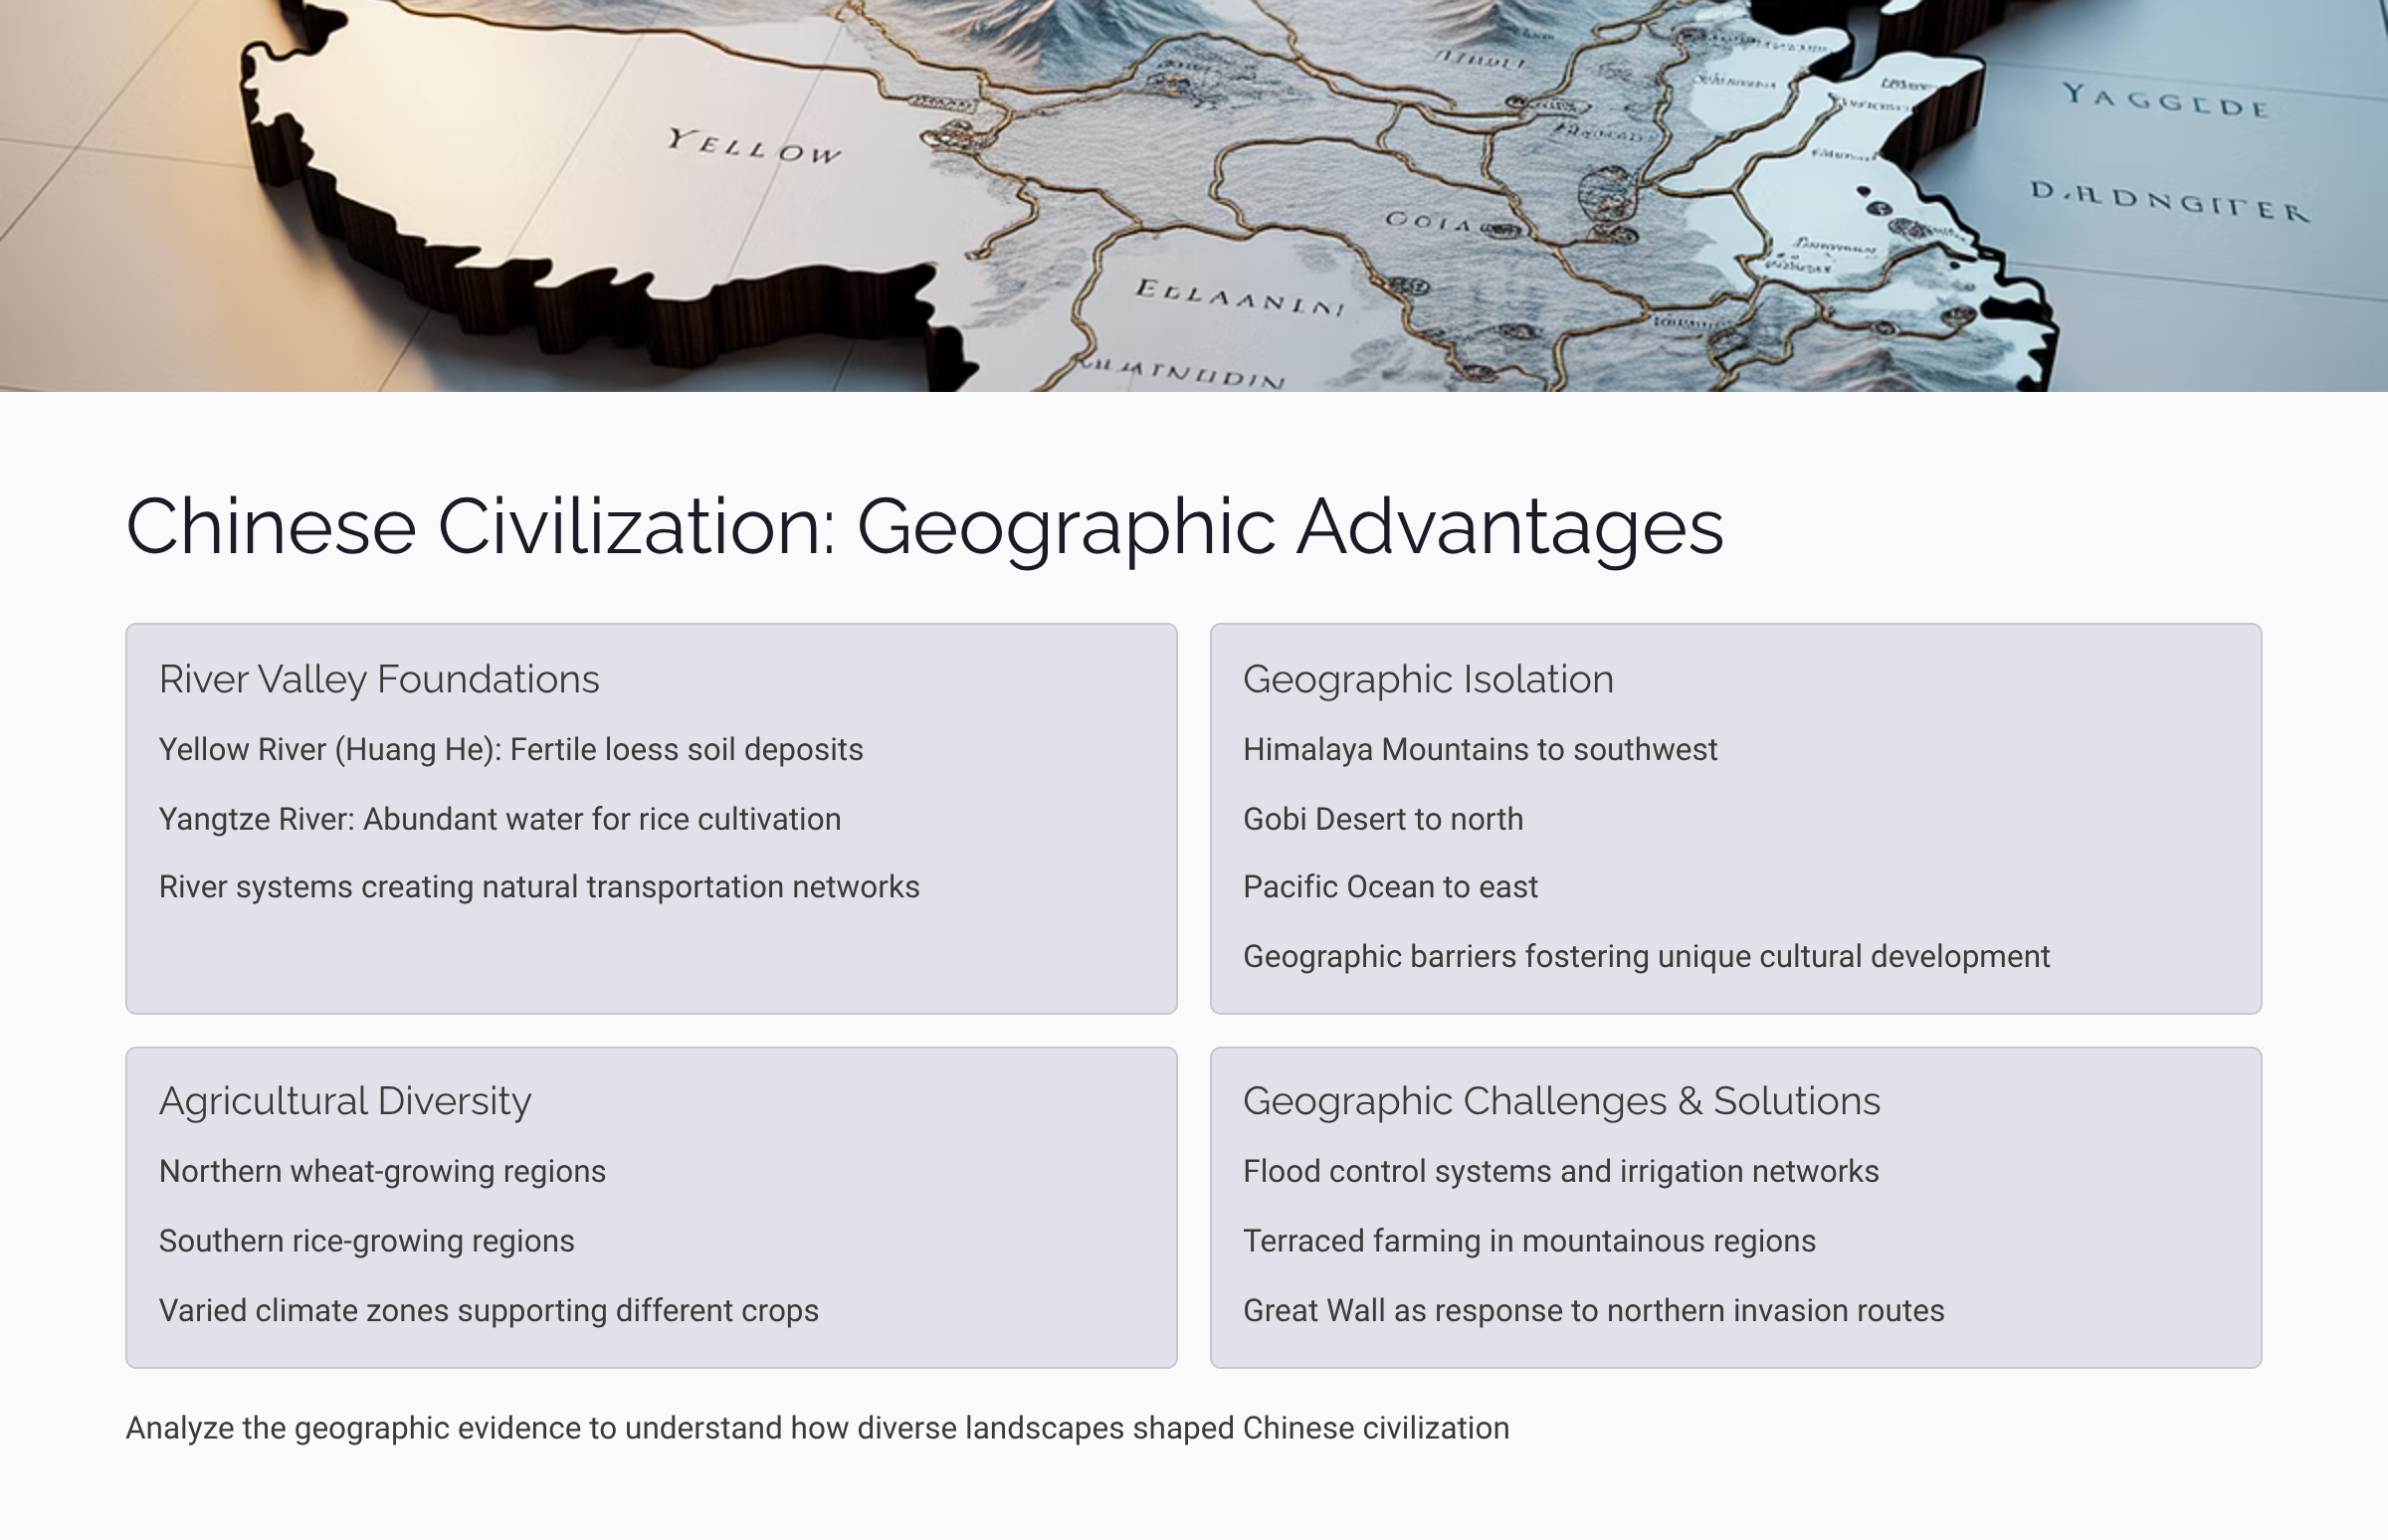 YELLOW
YAGGEDE
GOIA
Chinese Civilization: Geographic Advantages
River Valley Foundations
Yellow River (Huang He): Fertile loess soil deposits
Yangtze River: Abundant water for rice cultivation
River systems creating natural transportation networks
Geographic Isolation
Himalaya Mountains to southwest
Gobi Desert to north
Pacific Ocean to east
Geographic barriers fostering unique cultural development
Agricultural Diversity
Northern wheat-growing regions
Southern rice-growing regions
Varied climate zones supporting different crops
Geographic Challenges & Solutions
Flood control systems and irrigation networks
Terraced farming in mountainous regions
Great Wall as response to northern invasion routes
Analyze the geographic evidence to understand how diverse landscapes shaped Chinese civilization